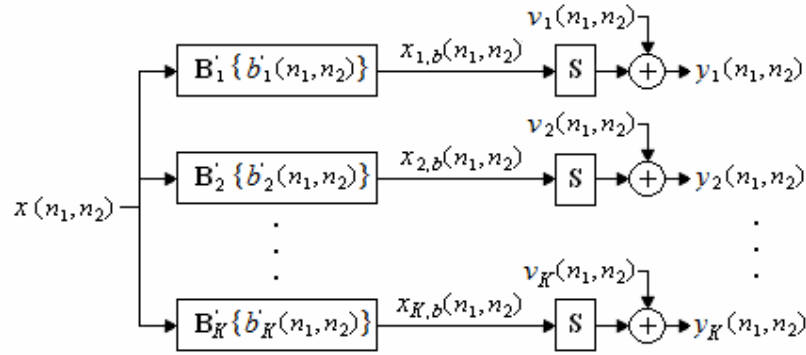 v₁(n₁,n₂)
B'₁{b'₁(n₁,n₂)} x₁,b(n₁,n₂) S + y₁(n₁,n₂)
v₂(n₁,n₂)
B'₂{b'₂(n₁,n₂)} x₂,b(n₁,n₂) S + y₂(n₁,n₂)
x(n₁,n₂)
v_K(n₁,n₂)
B'_K{b'_K(n₁,n₂)} x_K,b(n₁,n₂) S + y_K(n₁,n₂)